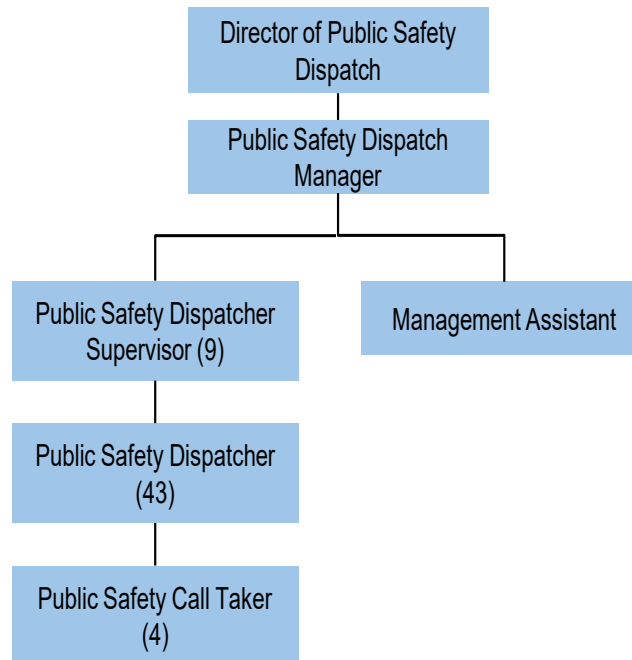 Director of Public Safety
Dispatch
Public Safety Dispatch
Manager
Public Safety Dispatcher
Supervisor (9)
Management Assistant
Public Safety Dispatcher
(43)
Public Safety Call Taker
(4)